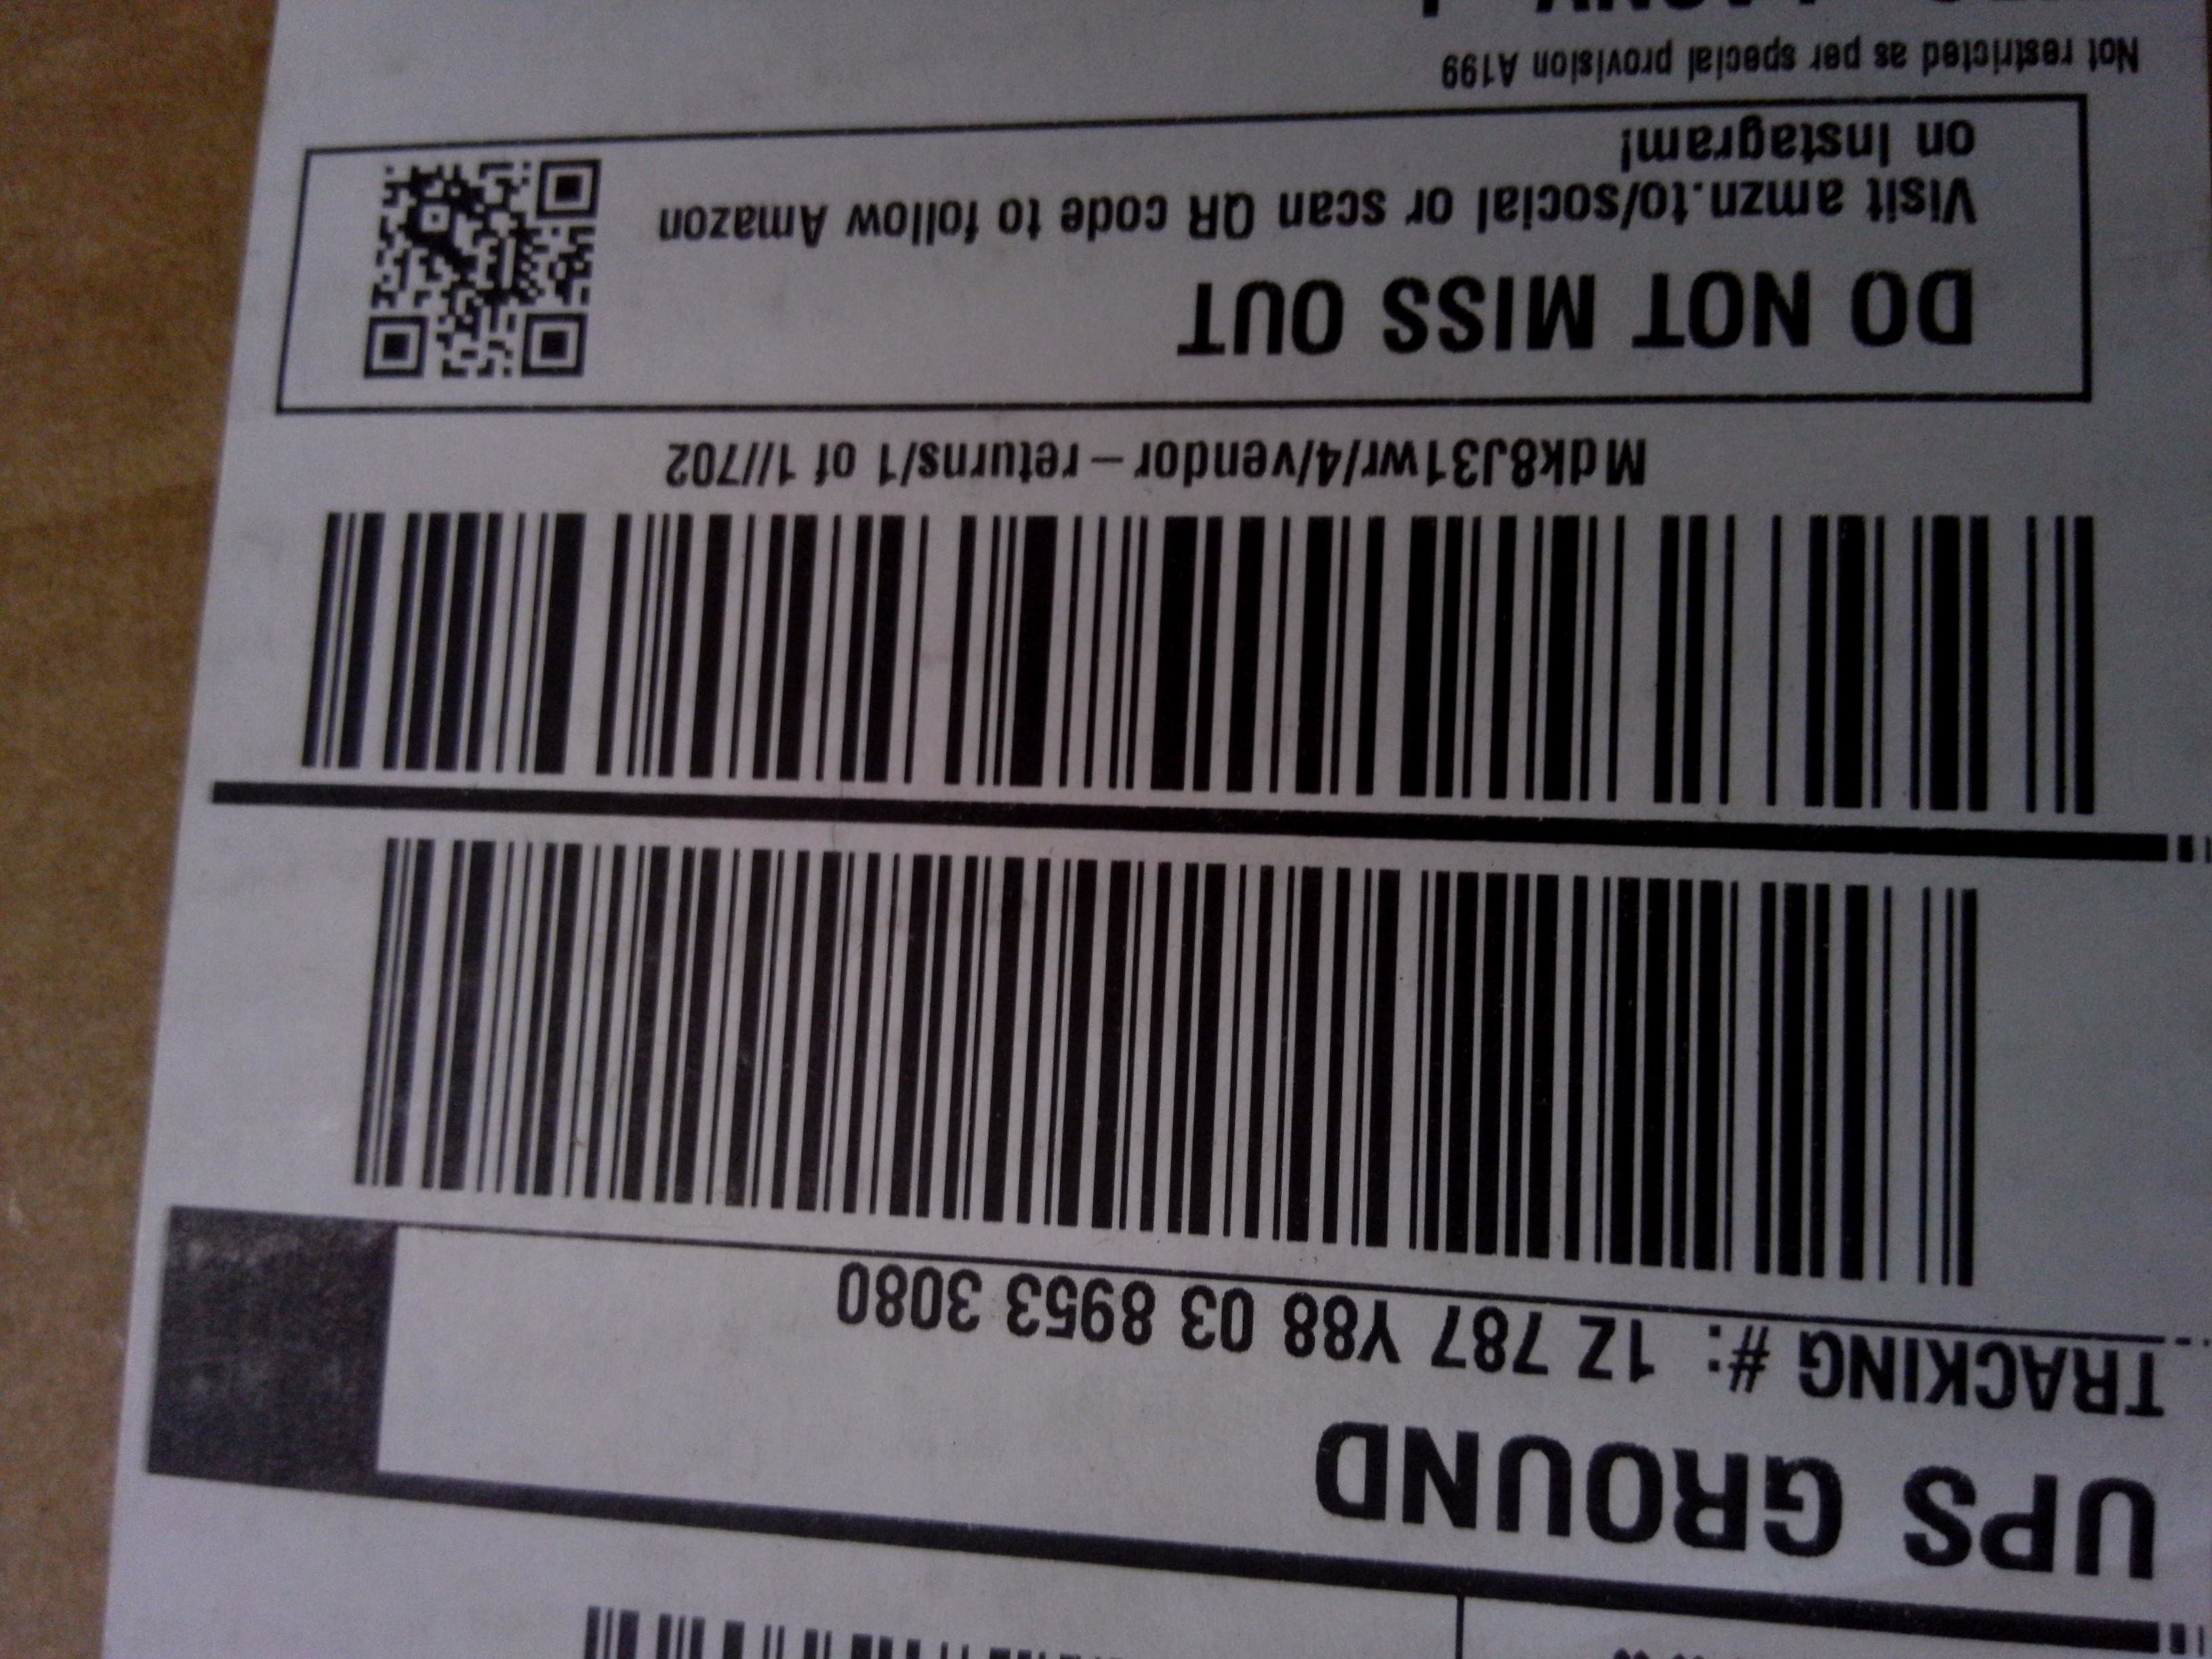 UPS GROUND
TRACKING #: 1Z 787 Y88 03 8953 3080
Mdk8J31wr/4/vendor-returns/1 of 1//702
DO NOT MISS OUT
Visit amzn.to/social or scan QR code to follow Amazon
on Instagram!
Not restricted as per special provision A199